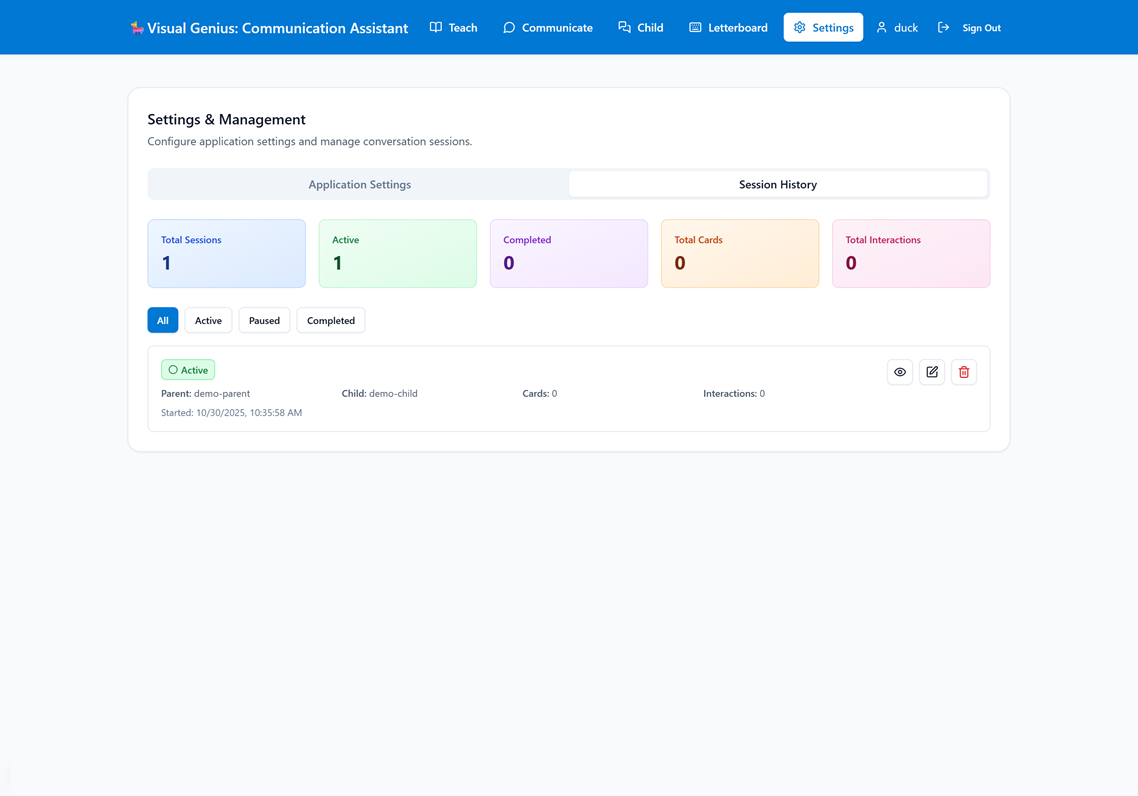 Visual Genius: Communication Assistant Teach Communicate Child Letterboard Settings duck Sign Out
Settings & Management
Configure application settings and manage conversation sessions.
Application Settings Session History
Total Sessions Active Completed Total Cards Total Interactions
1 1 0 0 0
All Active Paused Completed
Active
Parent: demo-parent Child: demo-child Cards: 0 Interactions: 0
Started: 10/30/2025, 10:35:58 AM